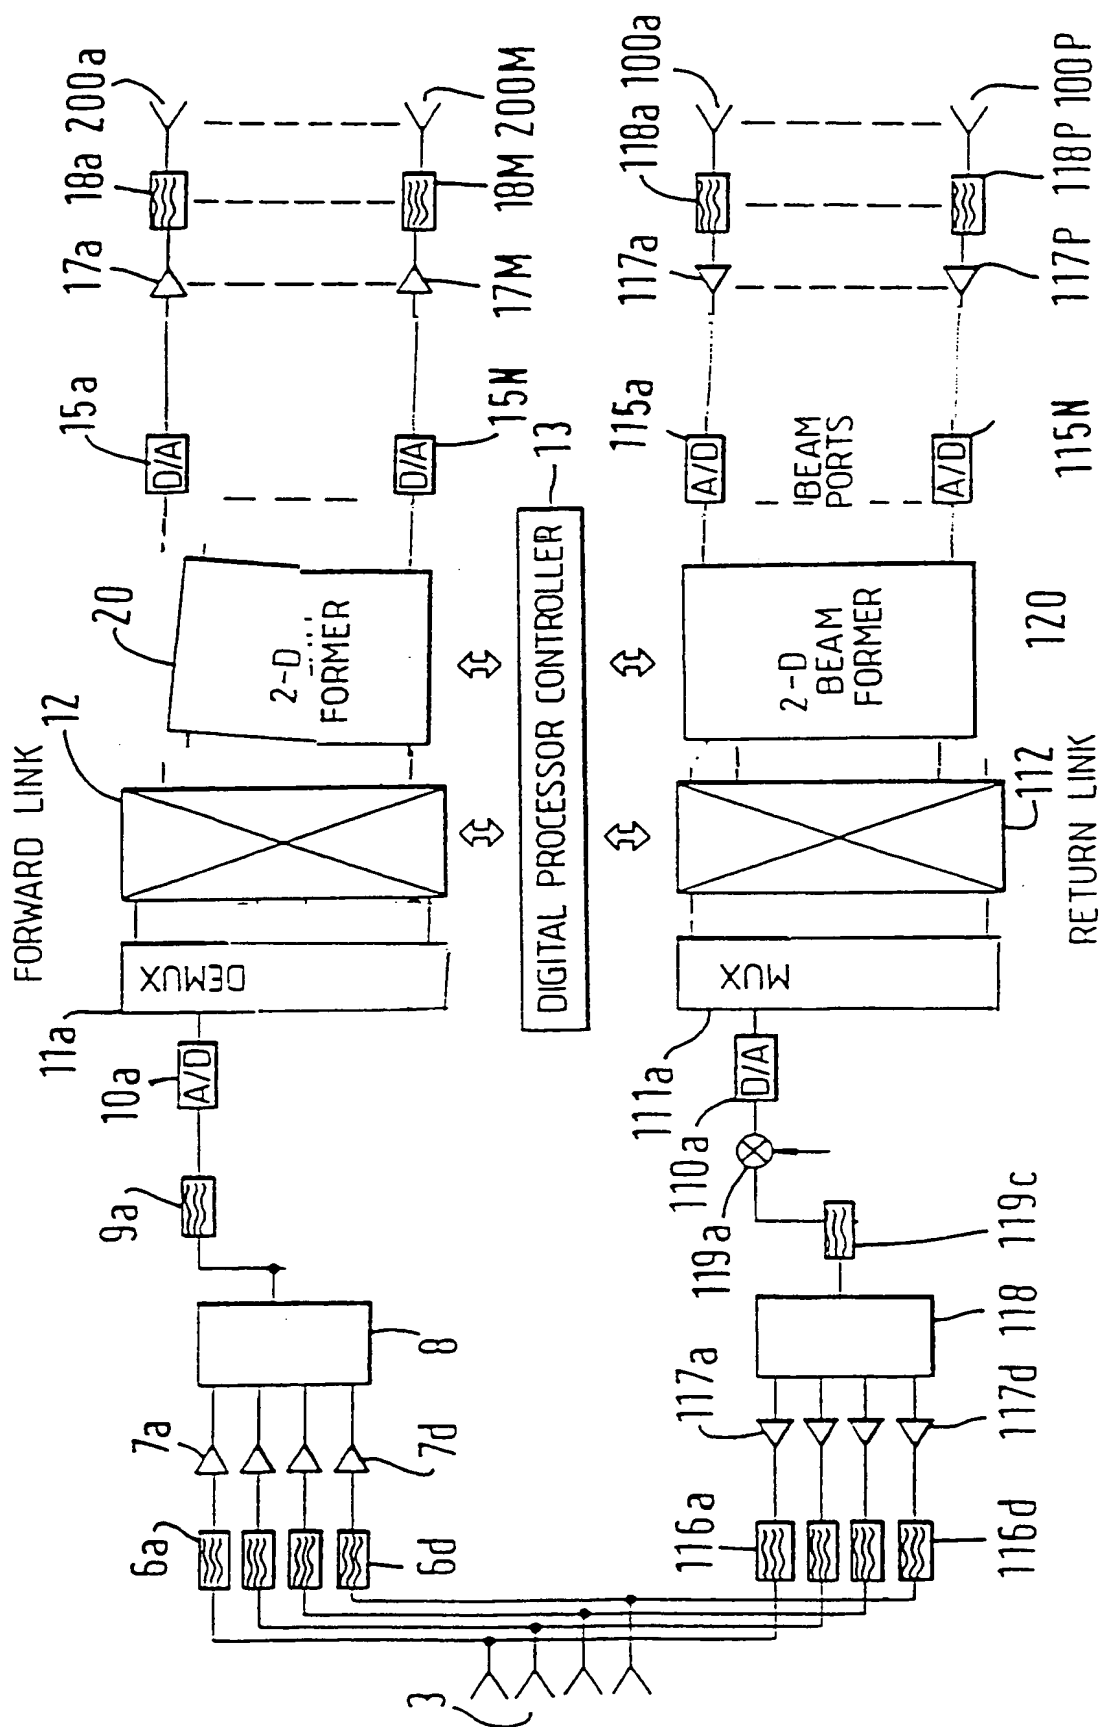 FORWARD LINK
3
6a
6d
7a
7d
8
9a
10a
A/D
11a
DEMUX
12
20
2-D
FORMER
15a
D/A
D/A
15N
17a
17M
18a
18M
200a
200M
DIGITAL PROCESSOR CONTROLLER
13
116a
116d
117a
117d
118
119c
119a
110a
D/A
111a
MUX
112
RETURN LINK
2-D
BEAM
FORMER
120
115a
A/D
BEAM
PORTS
A/D
115N
117a
117P
118a
118P
100a
100P